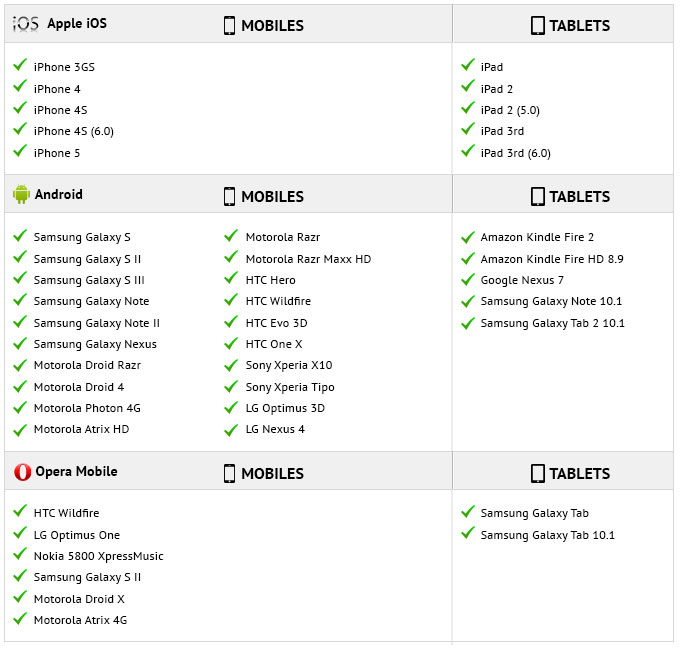 iOS Apple iOS MOBILES TABLETS
iPhone 3GS iPad
iPhone 4 iPad 2
iPhone 4S iPad 2 (5.0)
iPhone 4S (6.0) iPad 3rd
iPhone 5 iPad 3rd (6.0)
Android MOBILES TABLETS
Samsung Galaxy S Motorola Razr Amazon Kindle Fire 2
Samsung Galaxy S II Motorola Razr Maxx HD Amazon Kindle Fire HD 8.9
Samsung Galaxy S III HTC Hero Google Nexus 7
Samsung Galaxy Note HTC Wildfire Samsung Galaxy Note 10.1
Samsung Galaxy Note II HTC Evo 3D Samsung Galaxy Tab 2 10.1
Samsung Galaxy Nexus HTC One X
Motorola Droid Razr Sony Xperia X10
Motorola Droid 4 Sony Xperia Tipo
Motorola Photon 4G LG Optimus 3D
Motorola Atrix HD LG Nexus 4
Opera Mobile MOBILES TABLETS
HTC Wildfire Samsung Galaxy Tab
LG Optimus One Samsung Galaxy Tab 10.1
Nokia 5800 XpressMusic
Samsung Galaxy S II
Motorola Droid X
Motorola Atrix 4G